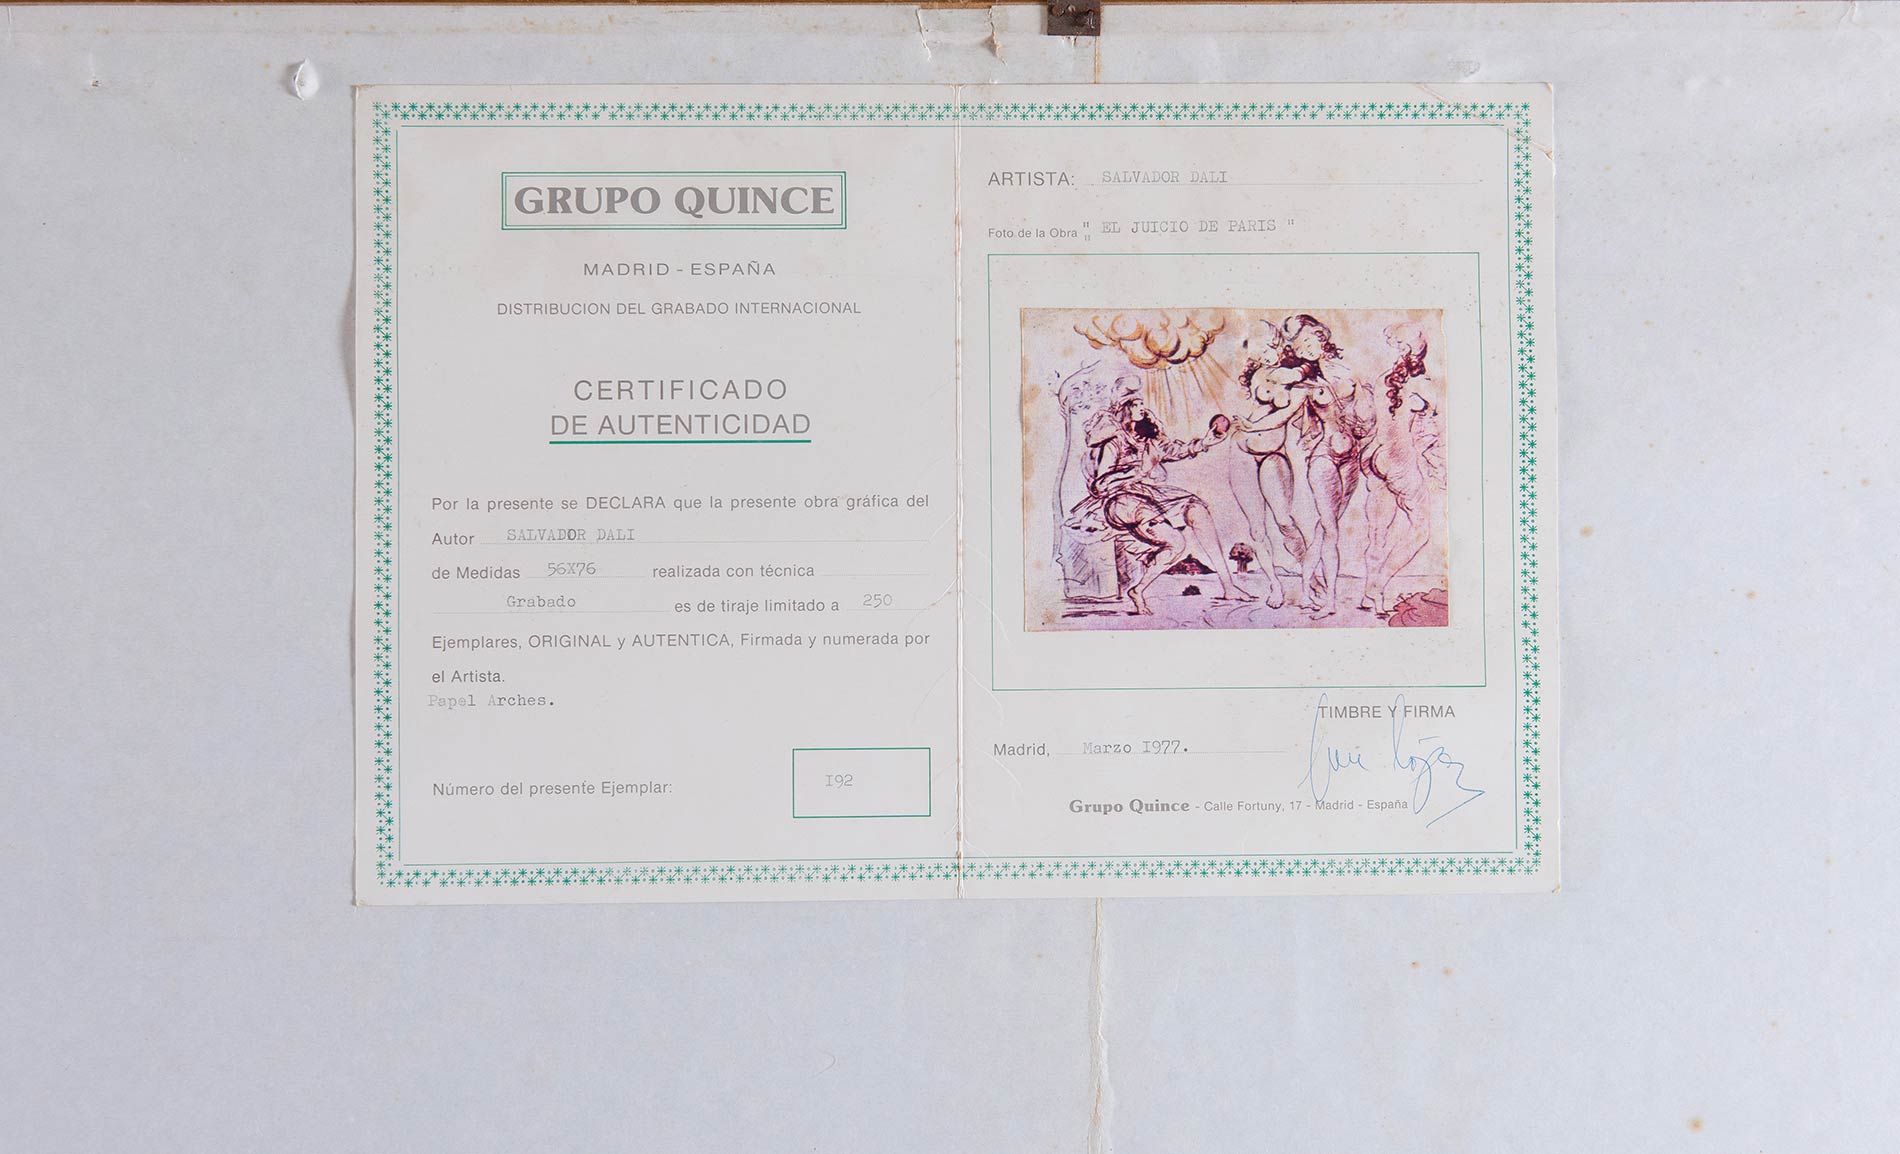 GRUPO QUINCE
MADRID - ESPAÑA
DISTRIBUCION DEL GRABADO INTERNACIONAL
CERTIFICADO
DE AUTENTICIDAD
Por la presente se DECLARA que la presente obra gráfica del
Autor SALVADOR DALI
de Medidas 56X76 realizada con técnica
Grabado es de tiraje limitado a 250
Ejemplares, ORIGINAL y AUTENTICA, Firmada y numerada por
el Artista.
Papel Arches.
Número del presente Ejemplar: I92
ARTISTA: SALVADOR DALI
Foto de la Obra " EL JUICIO DE PARIS "
TIMBRE Y FIRMA
Madrid, Marzo I977.
Grupo Quince - Calle Fortuny, 17 - Madrid - España